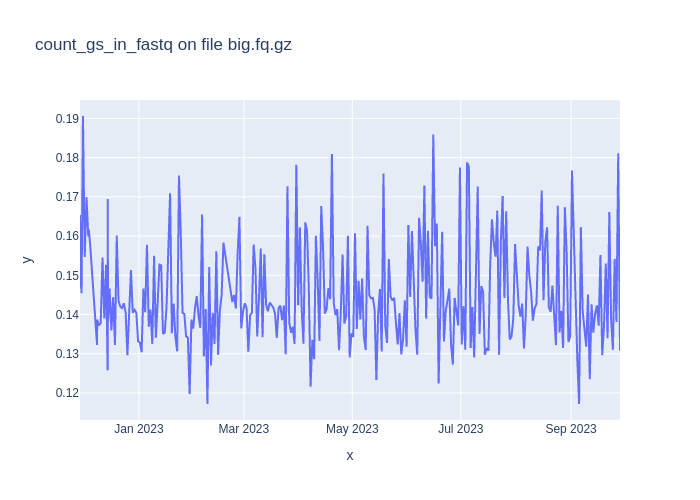 count_gs_in_fastq on file big.fq.gz
0.19
0.18
0.17
0.16
0.15
0.14
0.13
0.12
y
Jan 2023 Mar 2023 May 2023 Jul 2023 Sep 2023
x